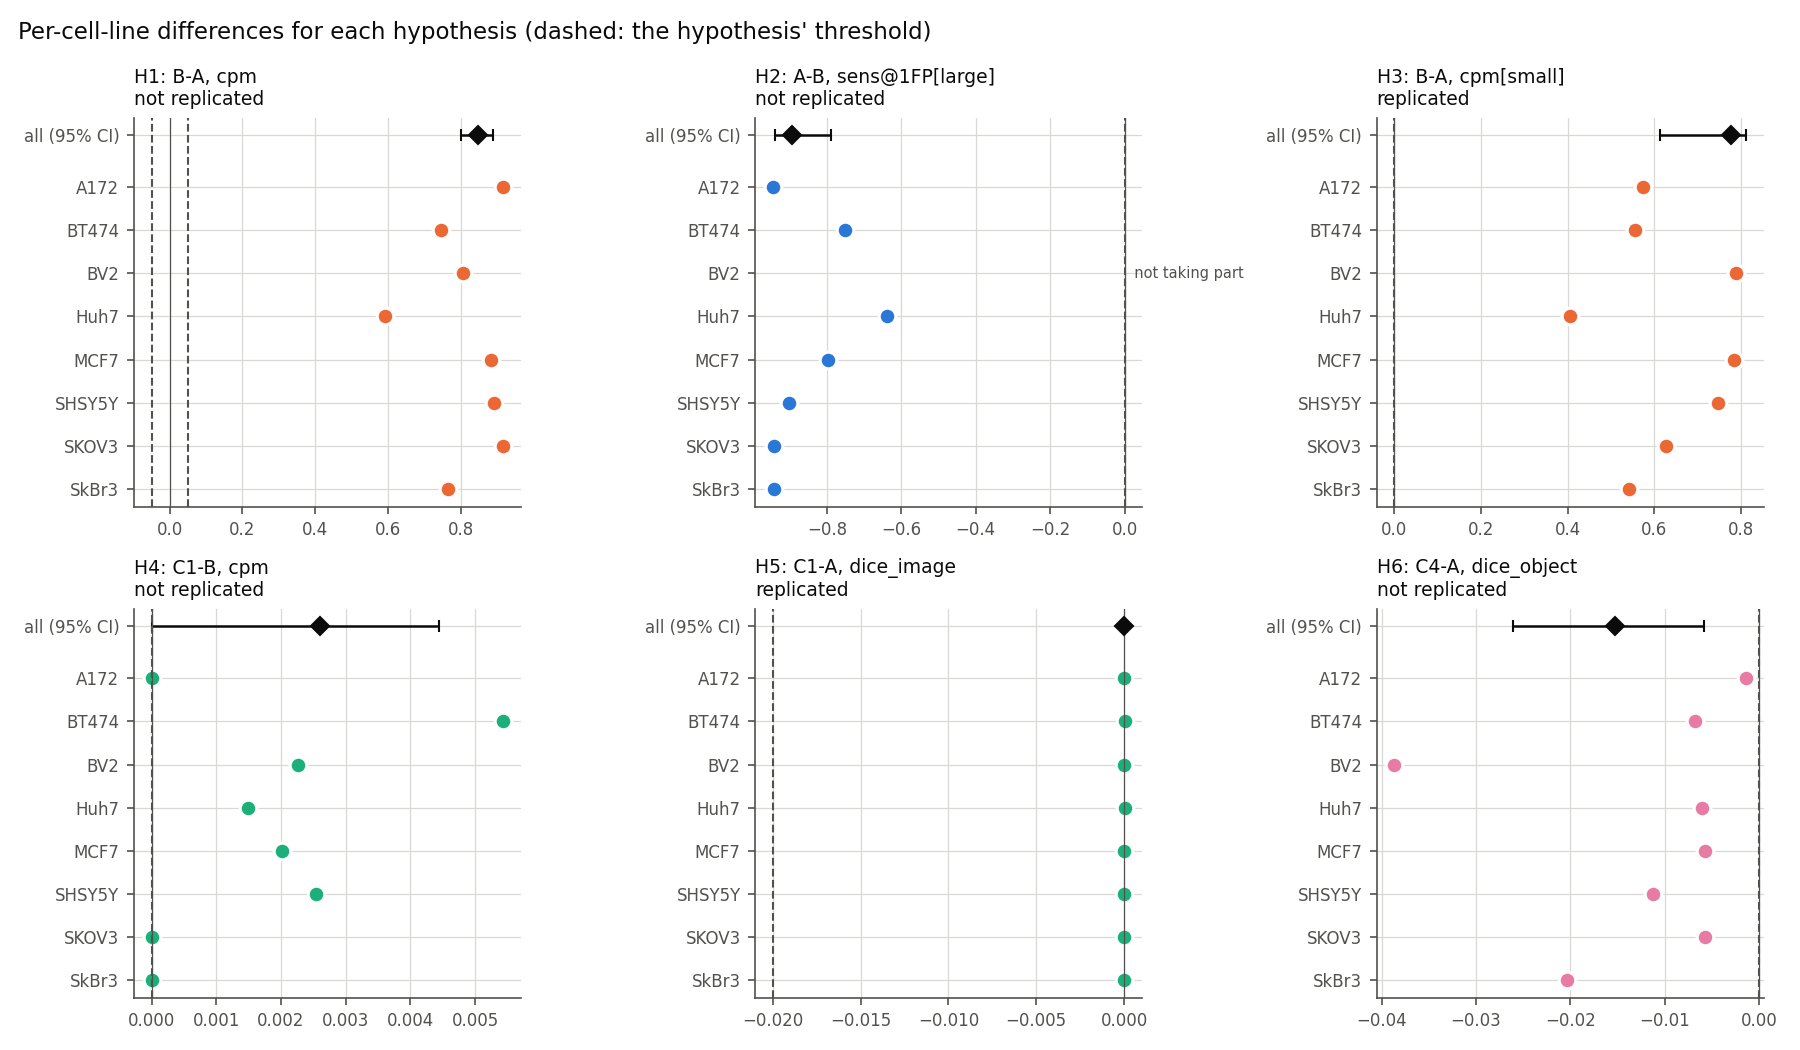 Per-cell-line differences for each hypothesis (dashed: the hypothesis' threshold)
H1: B-A, cpm
not replicated
all (95% CI)
A172
BT474
BV2
Huh7
MCF7
SHSY5Y
SKOV3
SkBr3
0.0 0.2 0.4 0.6 0.8
H2: A-B, sens@1FP[large]
not replicated
all (95% CI)
A172
BT474
BV2
not taking part
Huh7
MCF7
SHSY5Y
SKOV3
SkBr3
−0.8 −0.6 −0.4 −0.2 0.0
H3: B-A, cpm[small]
replicated
all (95% CI)
A172
BT474
BV2
Huh7
MCF7
SHSY5Y
SKOV3
SkBr3
0.0 0.2 0.4 0.6 0.8
H4: C1-B, cpm
not replicated
all (95% CI)
A172
BT474
BV2
Huh7
MCF7
SHSY5Y
SKOV3
SkBr3
0.000 0.001 0.002 0.003 0.004 0.005
H5: C1-A, dice_image
replicated
all (95% CI)
A172
BT474
BV2
Huh7
MCF7
SHSY5Y
SKOV3
SkBr3
−0.020 −0.015 −0.010 −0.005 0.000
H6: C4-A, dice_object
not replicated
all (95% CI)
A172
BT474
BV2
Huh7
MCF7
SHSY5Y
SKOV3
SkBr3
−0.04 −0.03 −0.02 −0.01 0.00